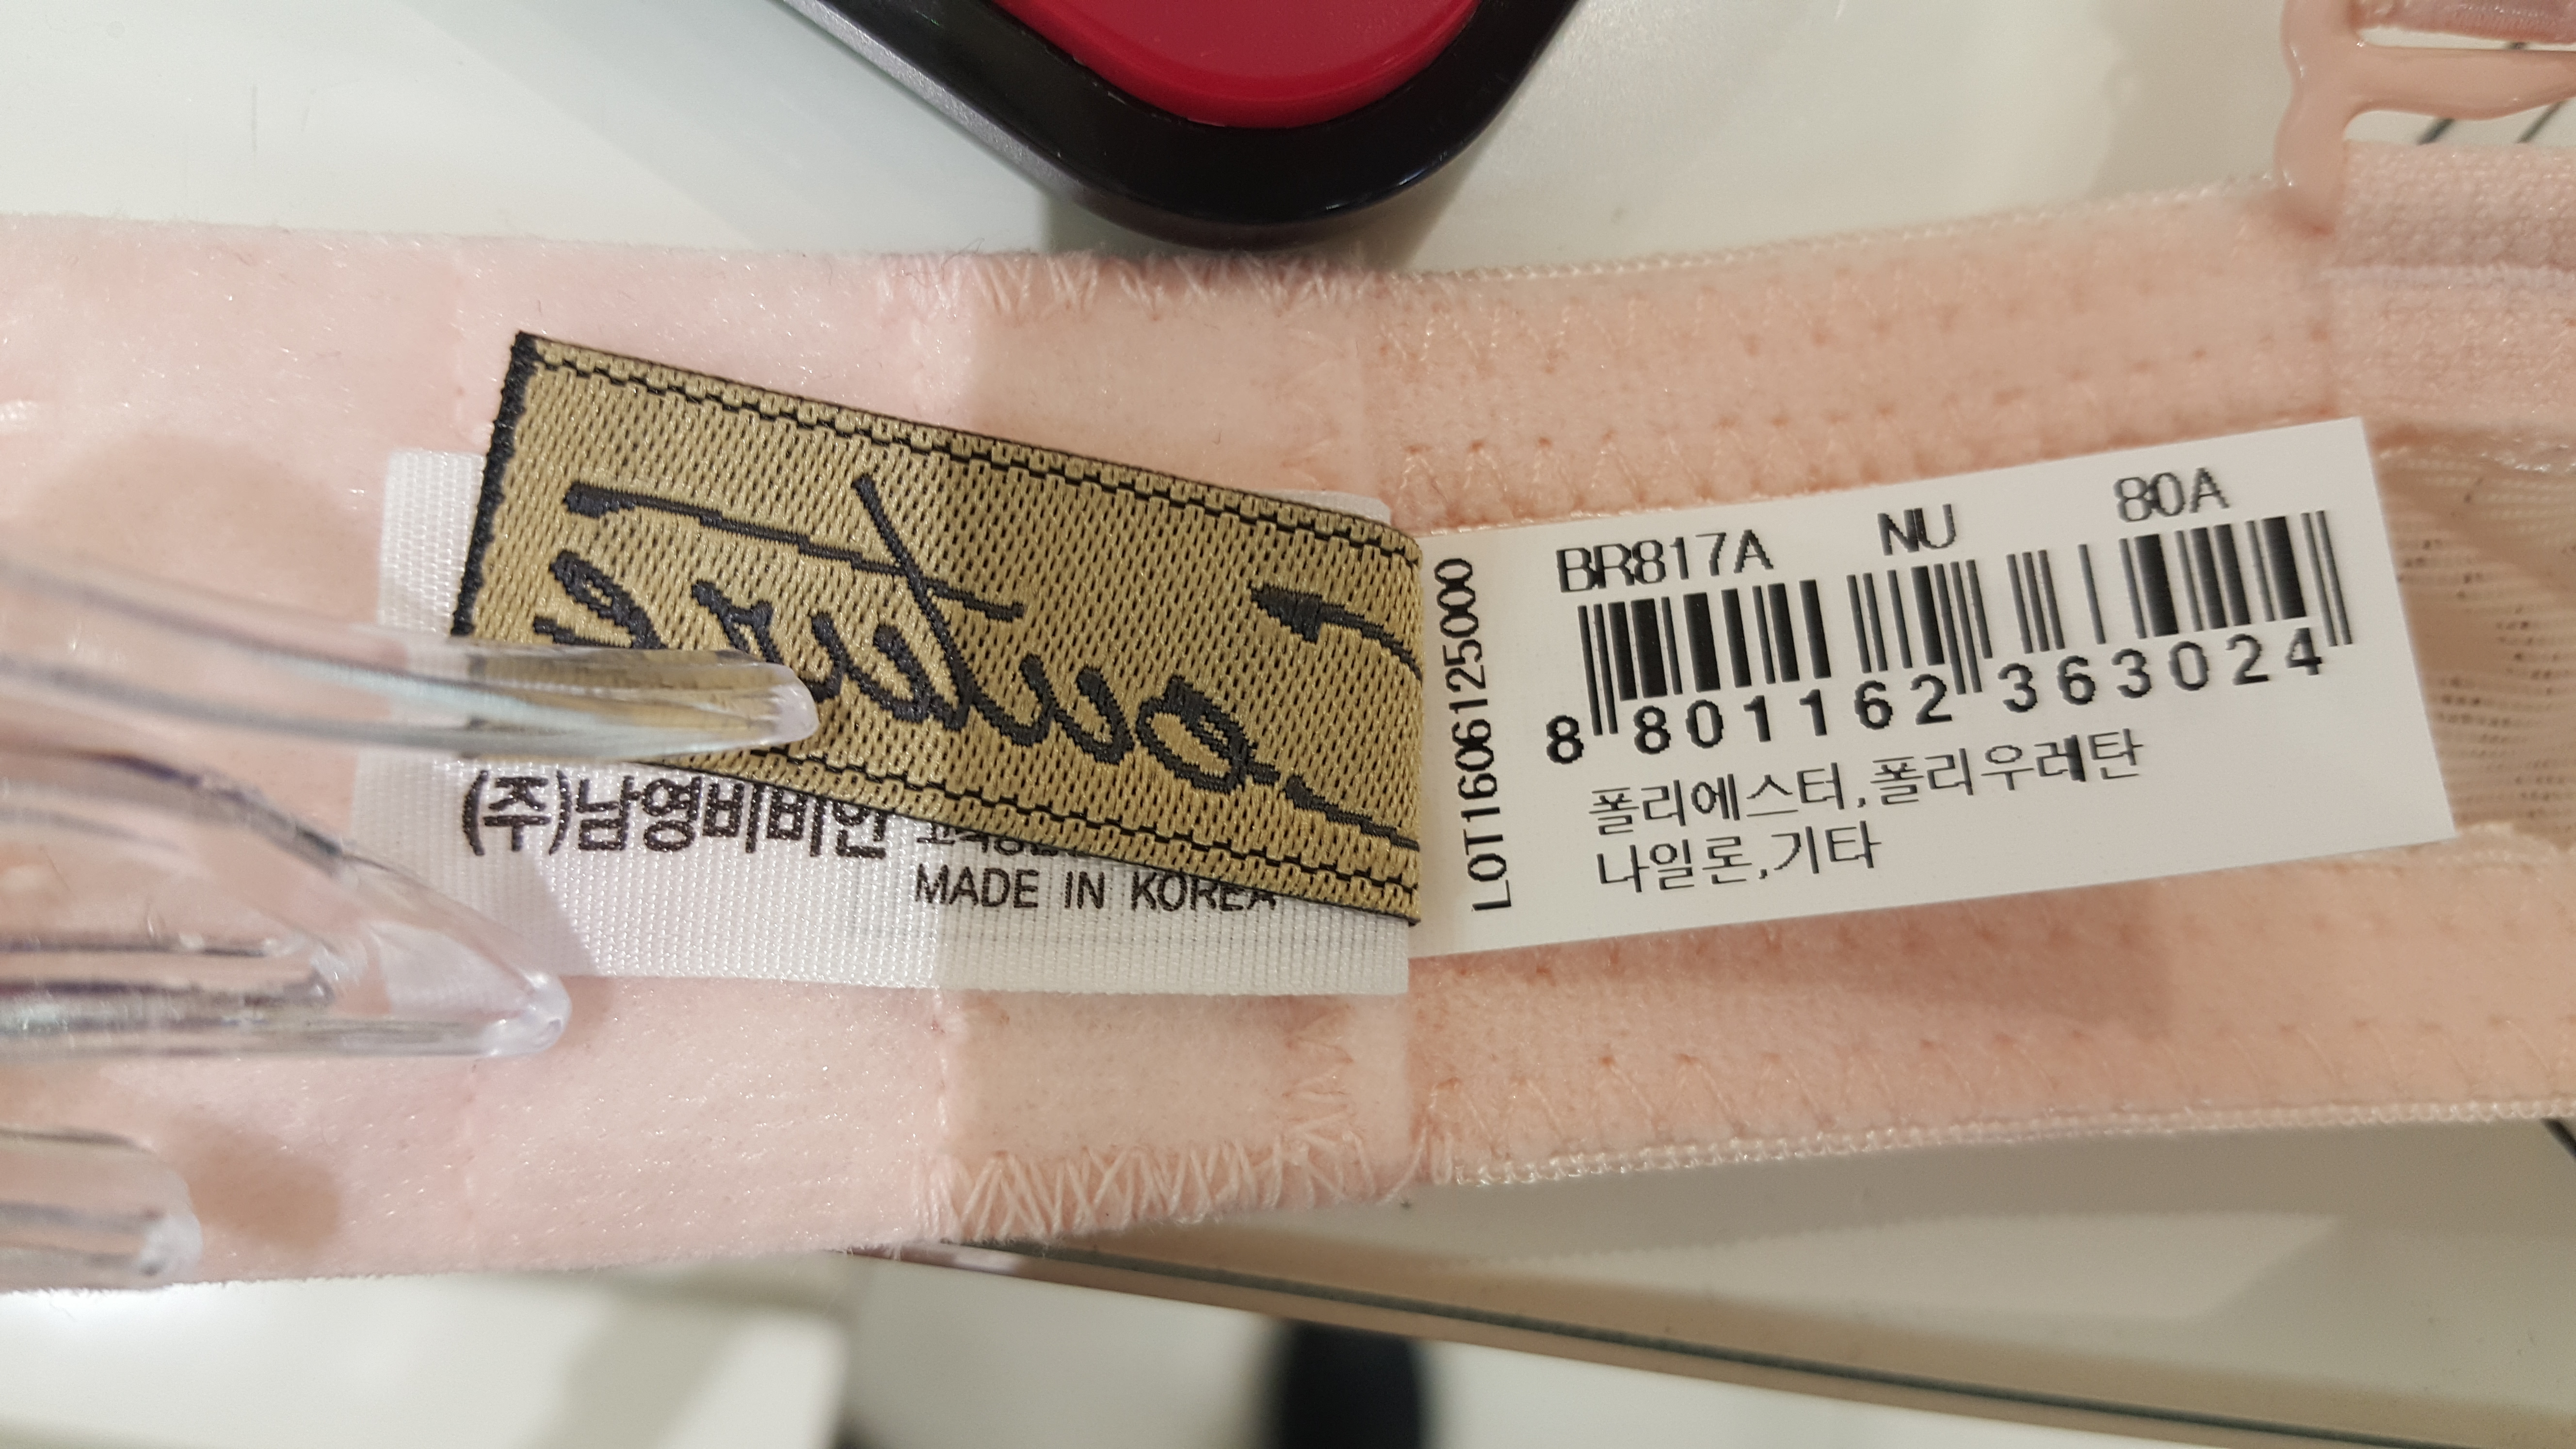 (주)남영비비안
MADE IN KOREA
LOT1606125000
BR817A NU 80A
8 801162 363024
폴리에스터,폴리우레탄
나일론,기타